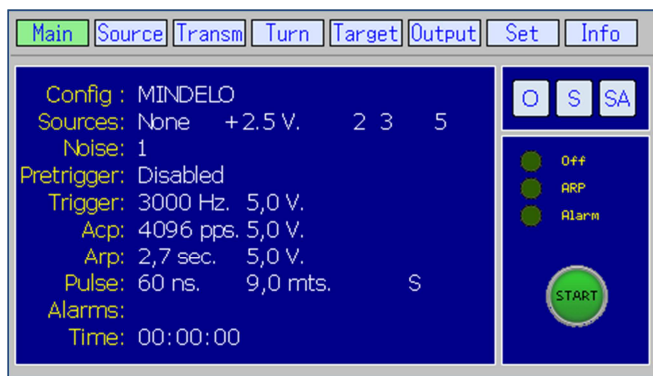 Main Source Transm Turn Target Output Set Info
Config : MINDELO
Sources: None +2.5 V. 2 3 5
Noise: 1
Pretrigger: Disabled
Trigger: 3000 Hz. 5,0 V.
Acp: 4096 pps. 5,0 V.
Arp: 2,7 sec. 5,0 V.
Pulse: 60 ns. 9,0 mts. S
Alarms:
Time: 00:00:00
O S SA
Off
ARP
Alarm
START